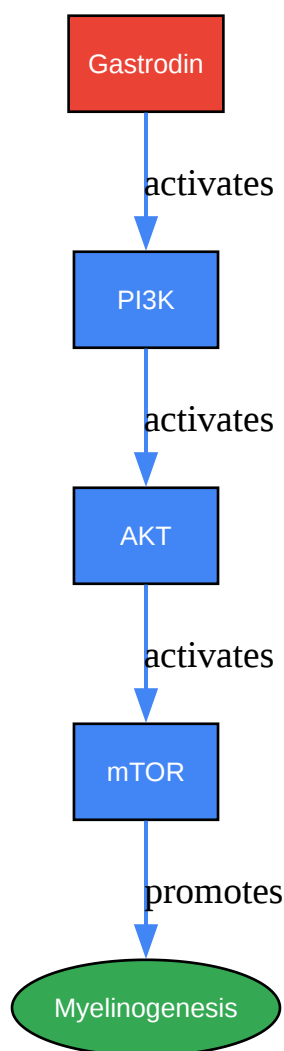 Gastrodin
activates
PI3K
activates
AKT
activates
mTOR
promotes
Myelinogenesis